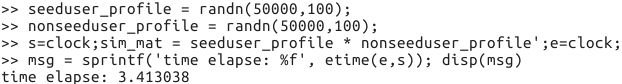 >> seeduser_profile = randn(50000,100);
>> nonseeduser_profile = randn(50000,100);
>> s=clock;sim_mat = seeduser_profile * nonseeduser_profile';e=clock;
>> msg = sprintf('time elapse: %f', etime(e,s)); disp(msg)
time elapse: 3.413038